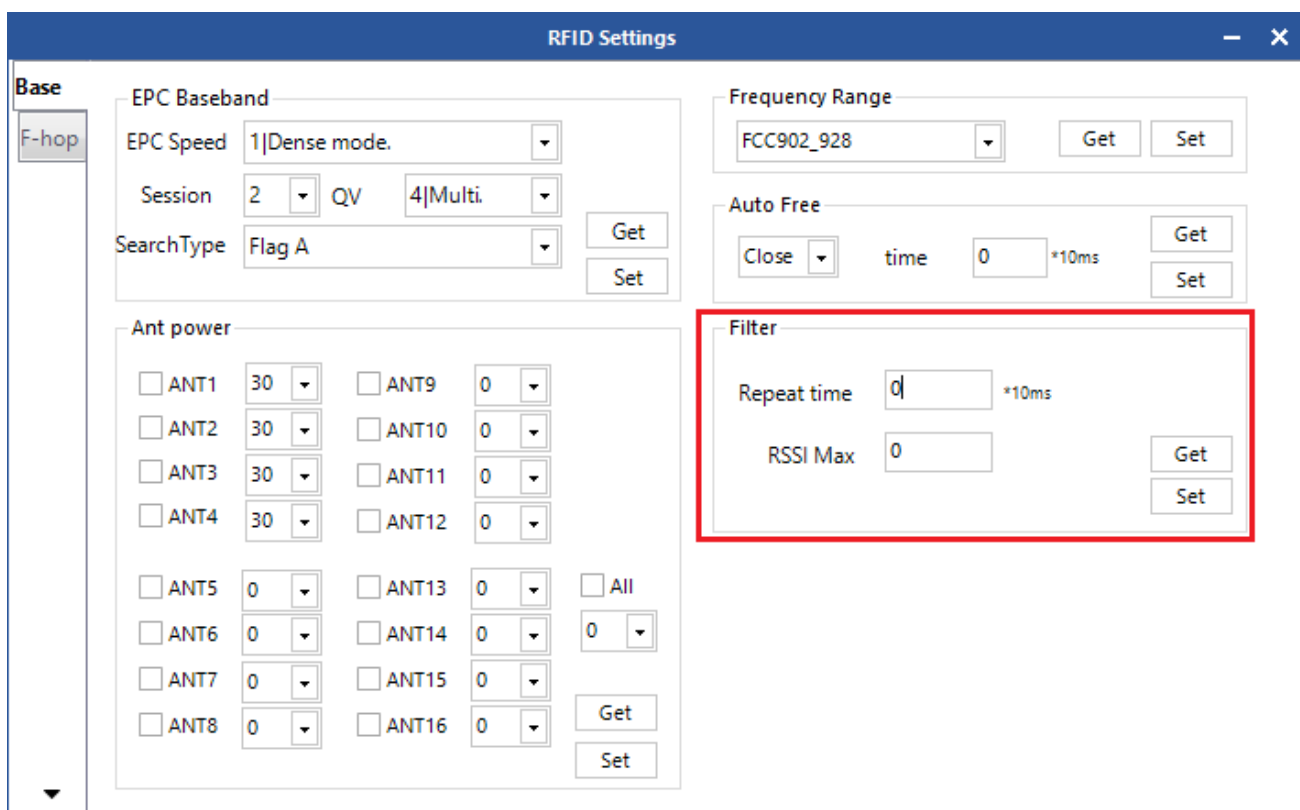 RFID Settings
Base
F-hop
EPC Baseband
EPC Speed 1|Dense mode.
Session 2 QV 4|Multi.
SearchType Flag A
Get
Set
Frequency Range
FCC902_928 Get Set
Auto Free
Close time 0 *10ms
Get
Set
Ant power
ANT1 30 ANT9 0
ANT2 30 ANT10 0
ANT3 30 ANT11 0
ANT4 30 ANT12 0
ANT5 0 ANT13 0 All
ANT6 0 ANT14 0 0
ANT7 0 ANT15 0
ANT8 0 ANT16 0
Get
Set
Filter
Repeat time 0 *10ms
RSSI Max 0
Get
Set